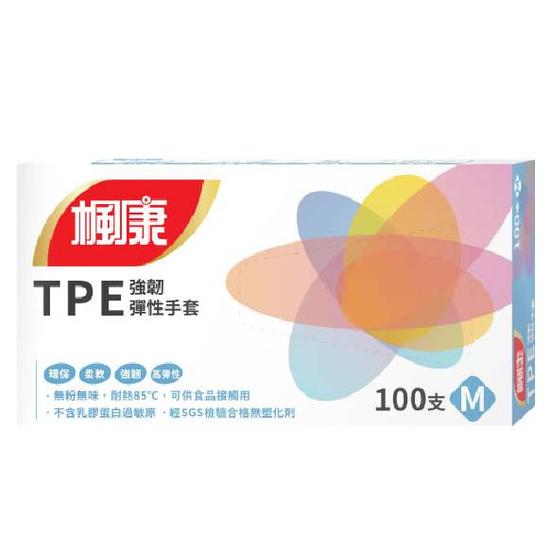 楓康
TPE 強韌
彈性手套
環保 柔軟 強韌 高彈性
·無粉無味,耐熱85°C,可供食品接觸用
·不含乳膠蛋白過敏原 ·經SGS檢驗合格無塑化劑
100支 M